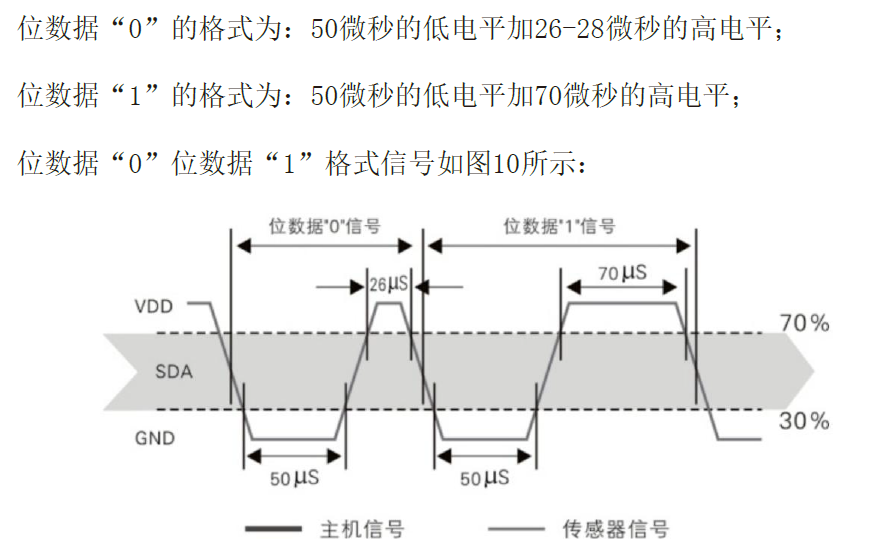 位数据“0”的格式为：50微秒的低电平加26-28微秒的高电平；
位数据“1”的格式为：50微秒的低电平加70微秒的高电平；
位数据“0”位数据“1”格式信号如图10所示：
位数据"0"信号 位数据"1"信号
26μS 70μS
VDD
70%
SDA
30%
GND
50μS 50μS
主机信号 传感器信号